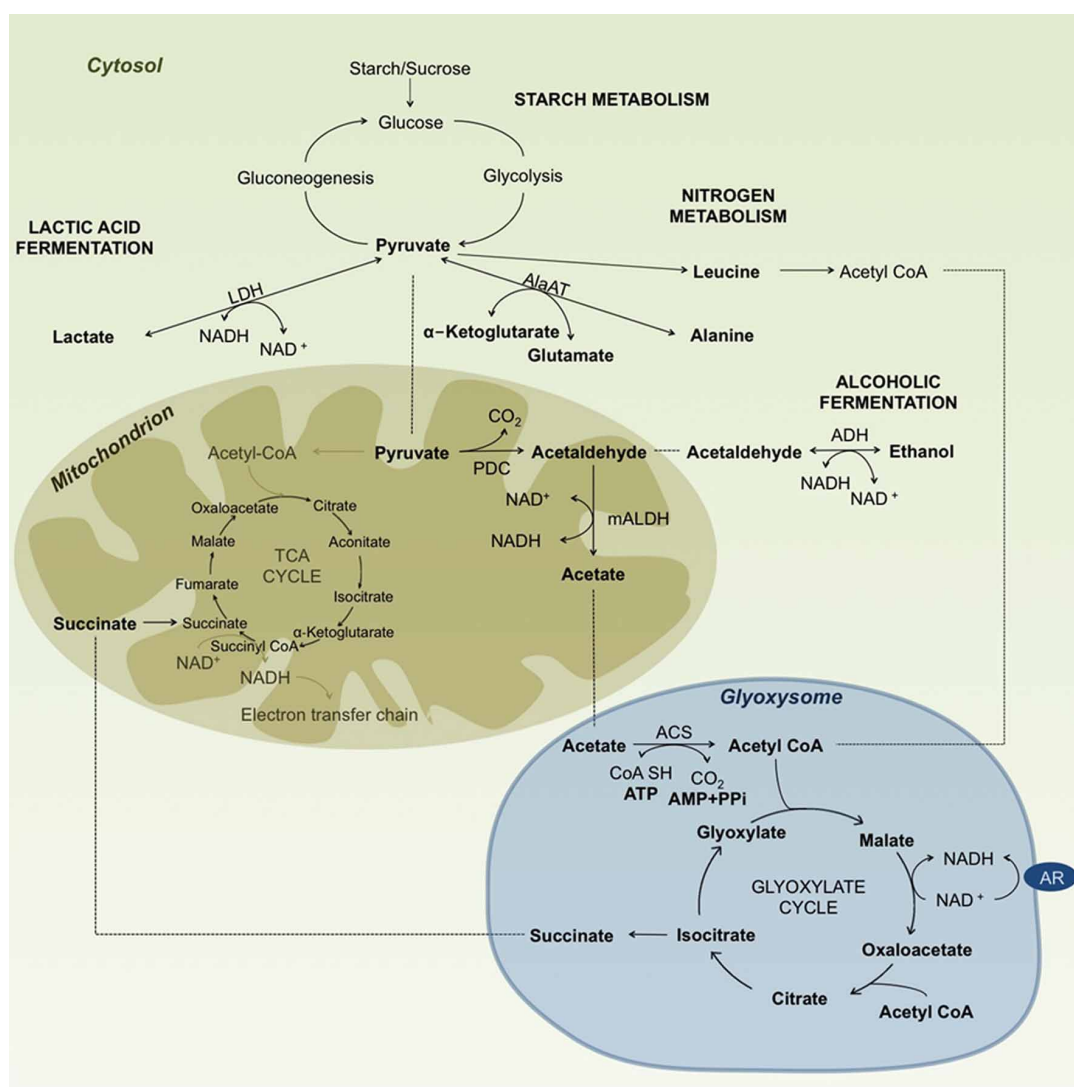 Cytosol
Starch/Sucrose
STARCH METABOLISM
Glucose
Gluconeogenesis
Glycolysis
NITROGEN
METABOLISM
LACTIC ACID
FERMENTATION
Pyruvate
Leucine
Acetyl CoA
AlaAT
LDH
Lactate
NADH
NAD+
α–Ketoglutarate
Glutamate
Alanine
ALCOHOLIC
FERMENTATION
Mitochondrion
CO2
Acetyl-CoA
Pyruvate
PDC
Acetaldehyde
Acetaldehyde
ADH
Ethanol
NADH
NAD+
NAD+
NADH
mALDH
Acetate
Oxaloacetate
Citrate
Malate
Aconitate
TCA
CYCLE
Fumarate
Isocitrate
Succinate
Succinate
α-Ketoglutarate
Succinyl CoA
NAD+
NADH
Electron transfer chain
Glyoxysome
Acetate
ACS
Acetyl CoA
CoA SH
ATP
CO2
AMP+PPi
Glyoxylate
Malate
NADH
AR
NAD+
GLYOXYLATE
CYCLE
Succinate
Isocitrate
Oxaloacetate
Citrate
Acetyl CoA